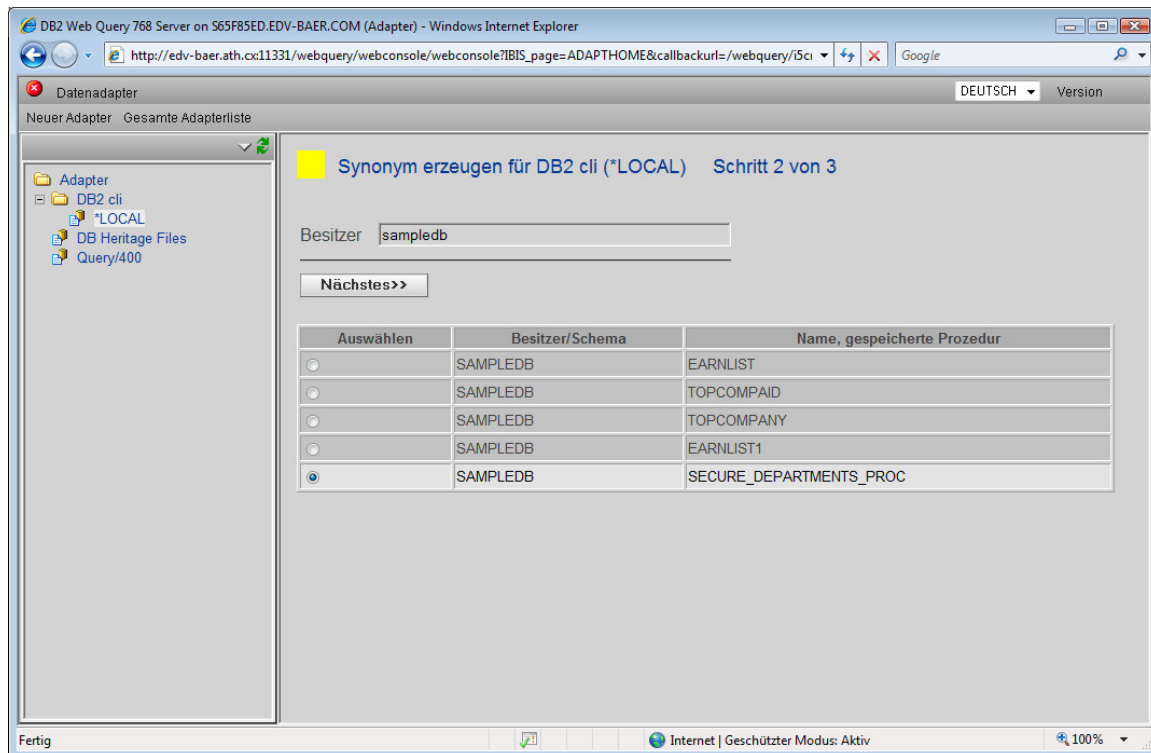 DB2 Web Query 768 Server on S65F85ED.EDV-BAER.COM (Adapter) - Windows Internet Explorer
http://edv-baer.ath.cx:11331/webquery/webconsole/webconsole?IBIS_page=ADAPTHOME&callbackurl=/webquery/i5ci
Google
Datenadapter DEUTSCH Version
Neuer Adapter Gesamte Adapterliste
Adapter
DB2 cli
*LOCAL
DB Heritage Files
Query/400
Synonym erzeugen für DB2 cli (*LOCAL) Schritt 2 von 3
Besitzer sampledb
Nächstes>>
Auswählen Besitzer/Schema Name, gespeicherte Prozedur
SAMPLEDB EARNLIST
SAMPLEDB TOPCOMPAID
SAMPLEDB TOPCOMPANY
SAMPLEDB EARNLIST1
SAMPLEDB SECURE_DEPARTMENTS_PROC
Fertig Internet | Geschützter Modus: Aktiv 100%